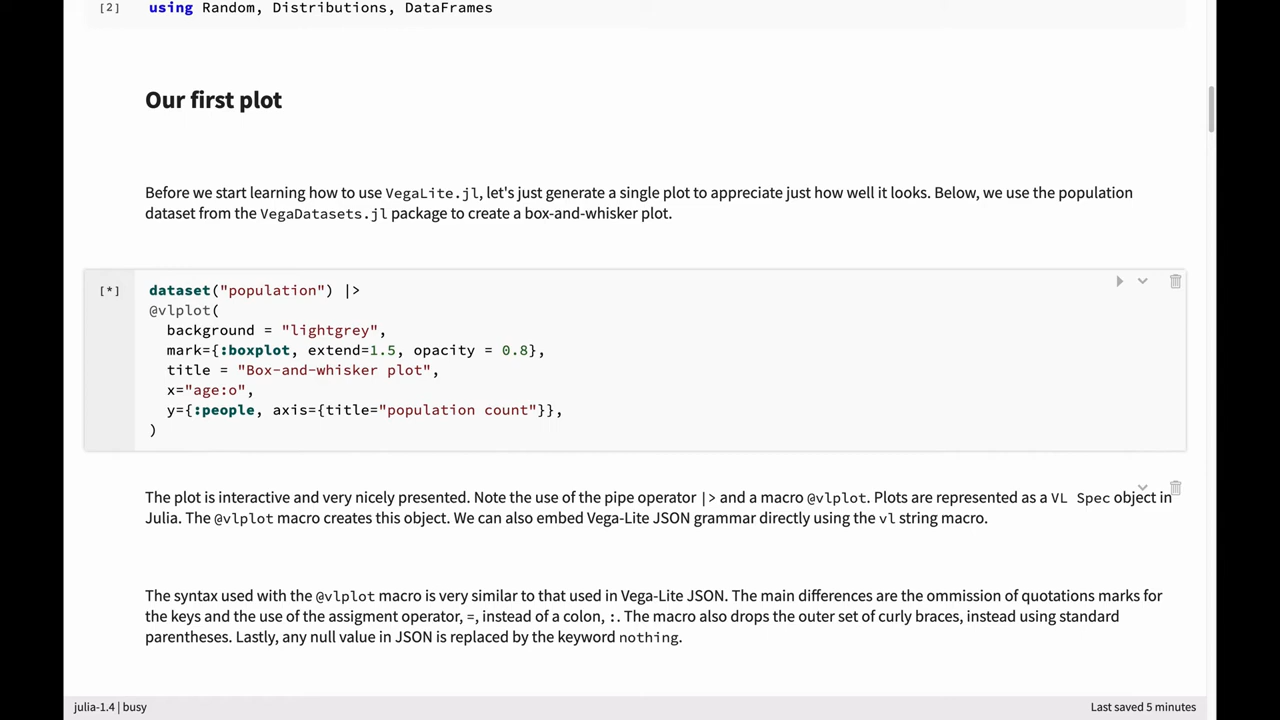 [2] using Random, Distributions, DataFrames
Our first plot
Before we start learning how to use VegaLite.jl, let's just generate a single plot to appreciate just how well it looks. Below, we use the population
dataset from the VegaDatasets.jl package to create a box-and-whisker plot.
[*] dataset("population") |>
@vlplot(
background = "lightgrey",
mark={:boxplot, extend=1.5, opacity = 0.8},
title = "Box-and-whisker plot",
x="age:o",
y={:people, axis={title="population count"}},
)
The plot is interactive and very nicely presented. Note the use of the pipe operator |> and a macro @vlplot. Plots are represented as a VL Spec object in
Julia. The @vlplot macro creates this object. We can also embed Vega-Lite JSON grammar directly using the vl string macro.
The syntax used with the @vlplot macro is very similar to that used in Vega-Lite JSON. The main differences are the ommission of quotations marks for
the keys and the use of the assigment operator, =, instead of a colon, :. The macro also drops the outer set of curly braces, instead using standard
parentheses. Lastly, any null value in JSON is replaced by the keyword nothing.
julia-1.4 | busy
Last saved 5 minutes